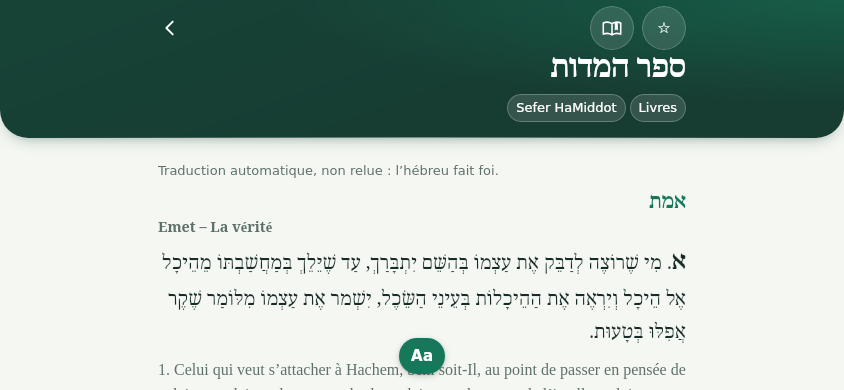 ספר המדות
Sefer HaMiddot Livres
Traduction automatique, non relue : l’hébreu fait foi.
אמת
Emet – La vérité
א. מִי שֶׁרוֹצֶה לְדַבֵּק אֶת עַצְמוֹ בְּהַשֵּׁם יִתְבָּרַךְ, עַד שֶׁיֵּלֵךְ בְּמַחֲשַׁבְתּוֹ מֵהֵיכָל
אֶל הֵיכָל וְיִרְאֶה אֶת הַהֵיכָלוֹת בְּעֵינֵי הַשֵּׂכֶל, יִשְׁמֹר אֶת עַצְמוֹ מִלּוֹמַר שֶׁקֶר
אֲפִלּוּ בְּטָעוּת.
Aa
1. Celui qui veut s’attacher à Hachem, soit-Il, au point de passer en pensée de